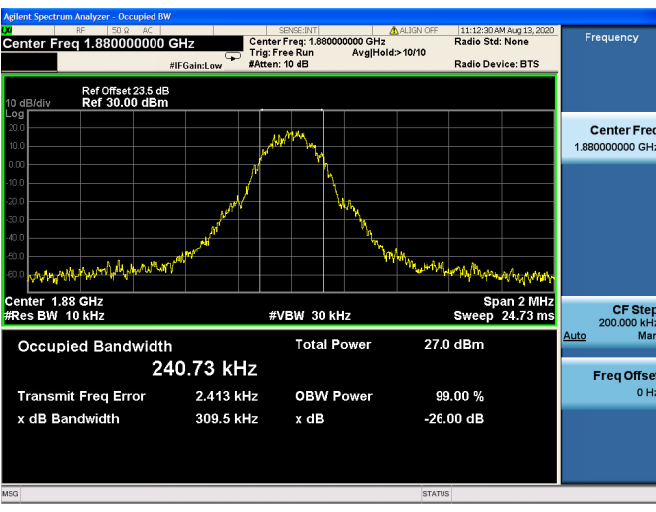 Agilent Spectrum Analyzer - Occupied BW
RF 50 Ω AC SENSE:INT ALIGN OFF 11:12:30 AM Aug 13, 2020
Center Freq 1.880000000 GHz
Center Freq: 1.880000000 GHz
Radio Std: None
Trig: Free Run Avg|Hold:>10/10
#IFGain:Low
#Atten: 10 dB
Radio Device: BTS
Ref Offset 23.5 dB
10 dB/div Ref 30.00 dBm
Log
20.0
10.0
0.00
-10.0
-20.0
-30.0
-40.0
-50.0
-60.0
Center 1.88 GHz Span 2 MHz
#Res BW 10 kHz #VBW 30 kHz Sweep 24.73 ms
Occupied Bandwidth Total Power 27.0 dBm
240.73 kHz
Transmit Freq Error 2.413 kHz OBW Power 99.00 %
x dB Bandwidth 309.5 kHz x dB -26.00 dB
MSG STATUS
Frequency
Center Freq
1.880000000 GHz
CF Step
200.000 kHz
Auto Man
Freq Offset
0 Hz